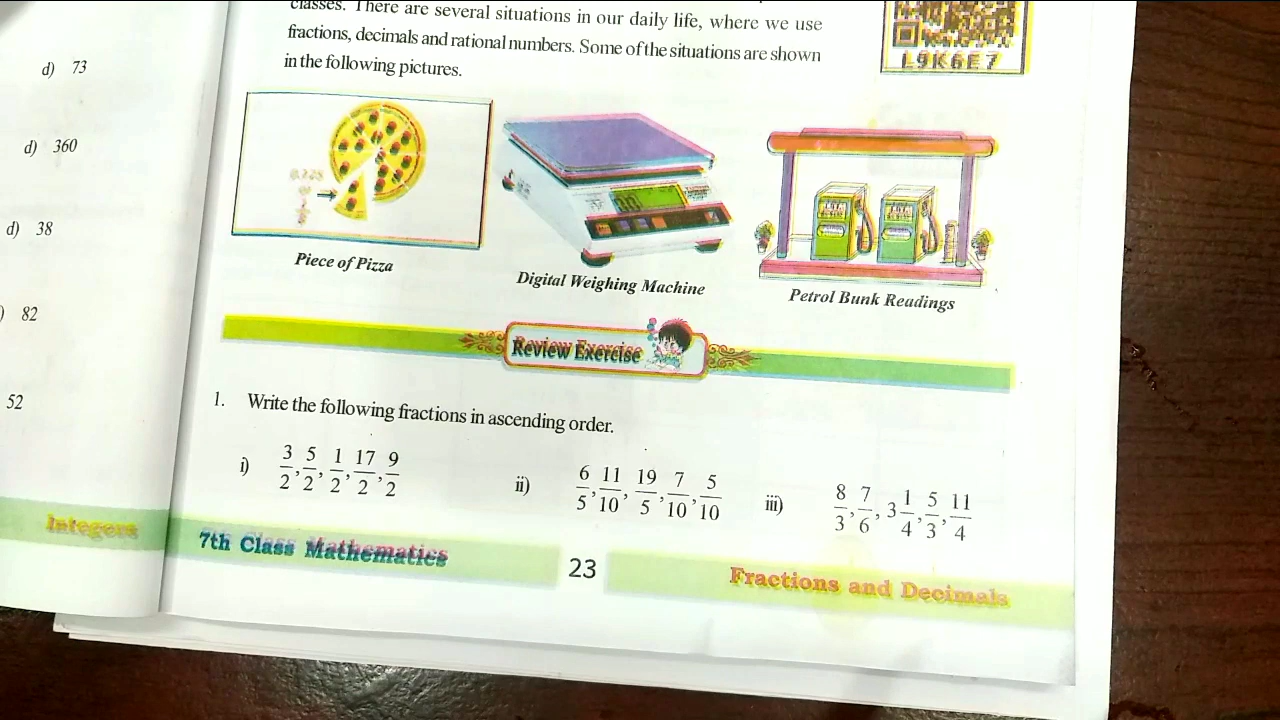 d) 73
d) 360
d) 38
) 82
52
Integers
classes. There are several situations in our daily life, where we use
fractions, decimals and rational numbers. Some of the situations are shown
in the following pictures.
L9K6E7
0.125
Piece of Pizza
Digital Weighing Machine
Petrol Bunk Readings
Review Exercise
1. Write the following fractions in ascending order.
i) 3/2, 5/2, 1/2, 17/2, 9/2 ii) 6/5, 11/10, 19/5, 7/10, 5/10 iii) 8/3, 7/6, 3 1/4, 5/3, 11/4
7th Class Mathematics 23 Fractions and Decimals